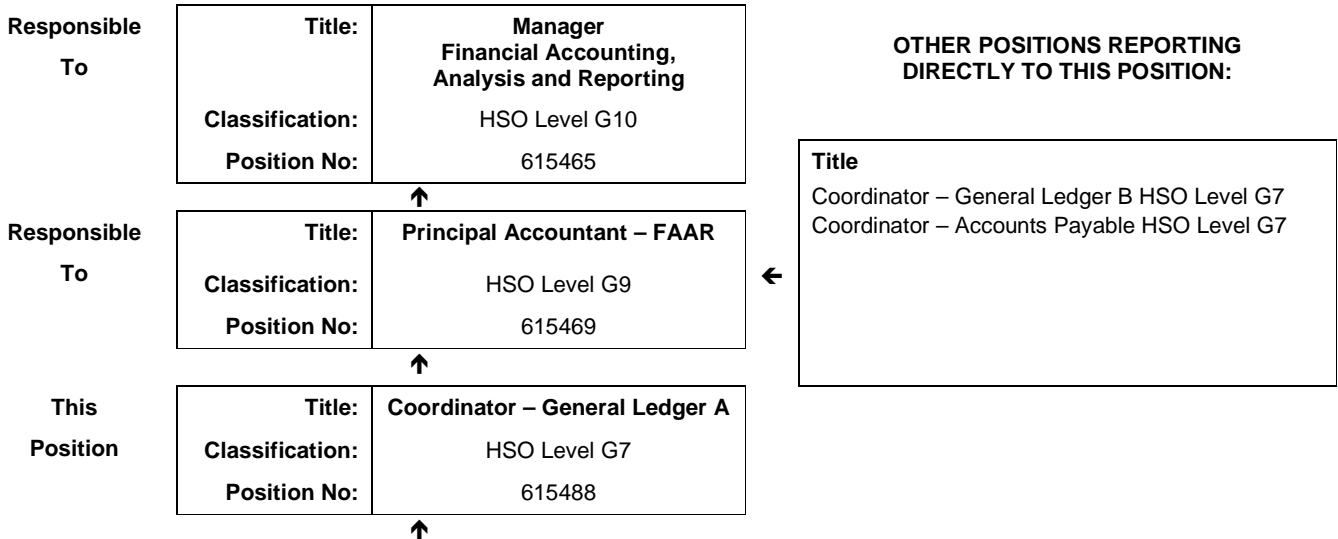 Responsible
To
Title:
Manager
Financial Accounting,
Analysis and Reporting
Classification:
HSO Level G10
Position No:
615465
OTHER POSITIONS REPORTING
DIRECTLY TO THIS POSITION:
↑
Responsible
To
Title:
Principal Accountant – FAAR
Classification:
HSO Level G9
Position No:
615469
←
Title
Coordinator – General Ledger B HSO Level G7
Coordinator – Accounts Payable HSO Level G7
↑
This
Position
Title:
Coordinator – General Ledger A
Classification:
HSO Level G7
Position No:
615488
↑